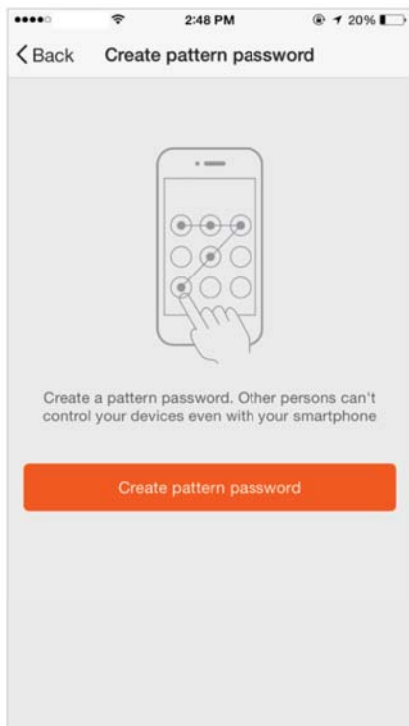 2:48 PM
20%
Back
Create pattern password
Create a pattern password. Other persons can't
control your devices even with your smartphone
Create pattern password